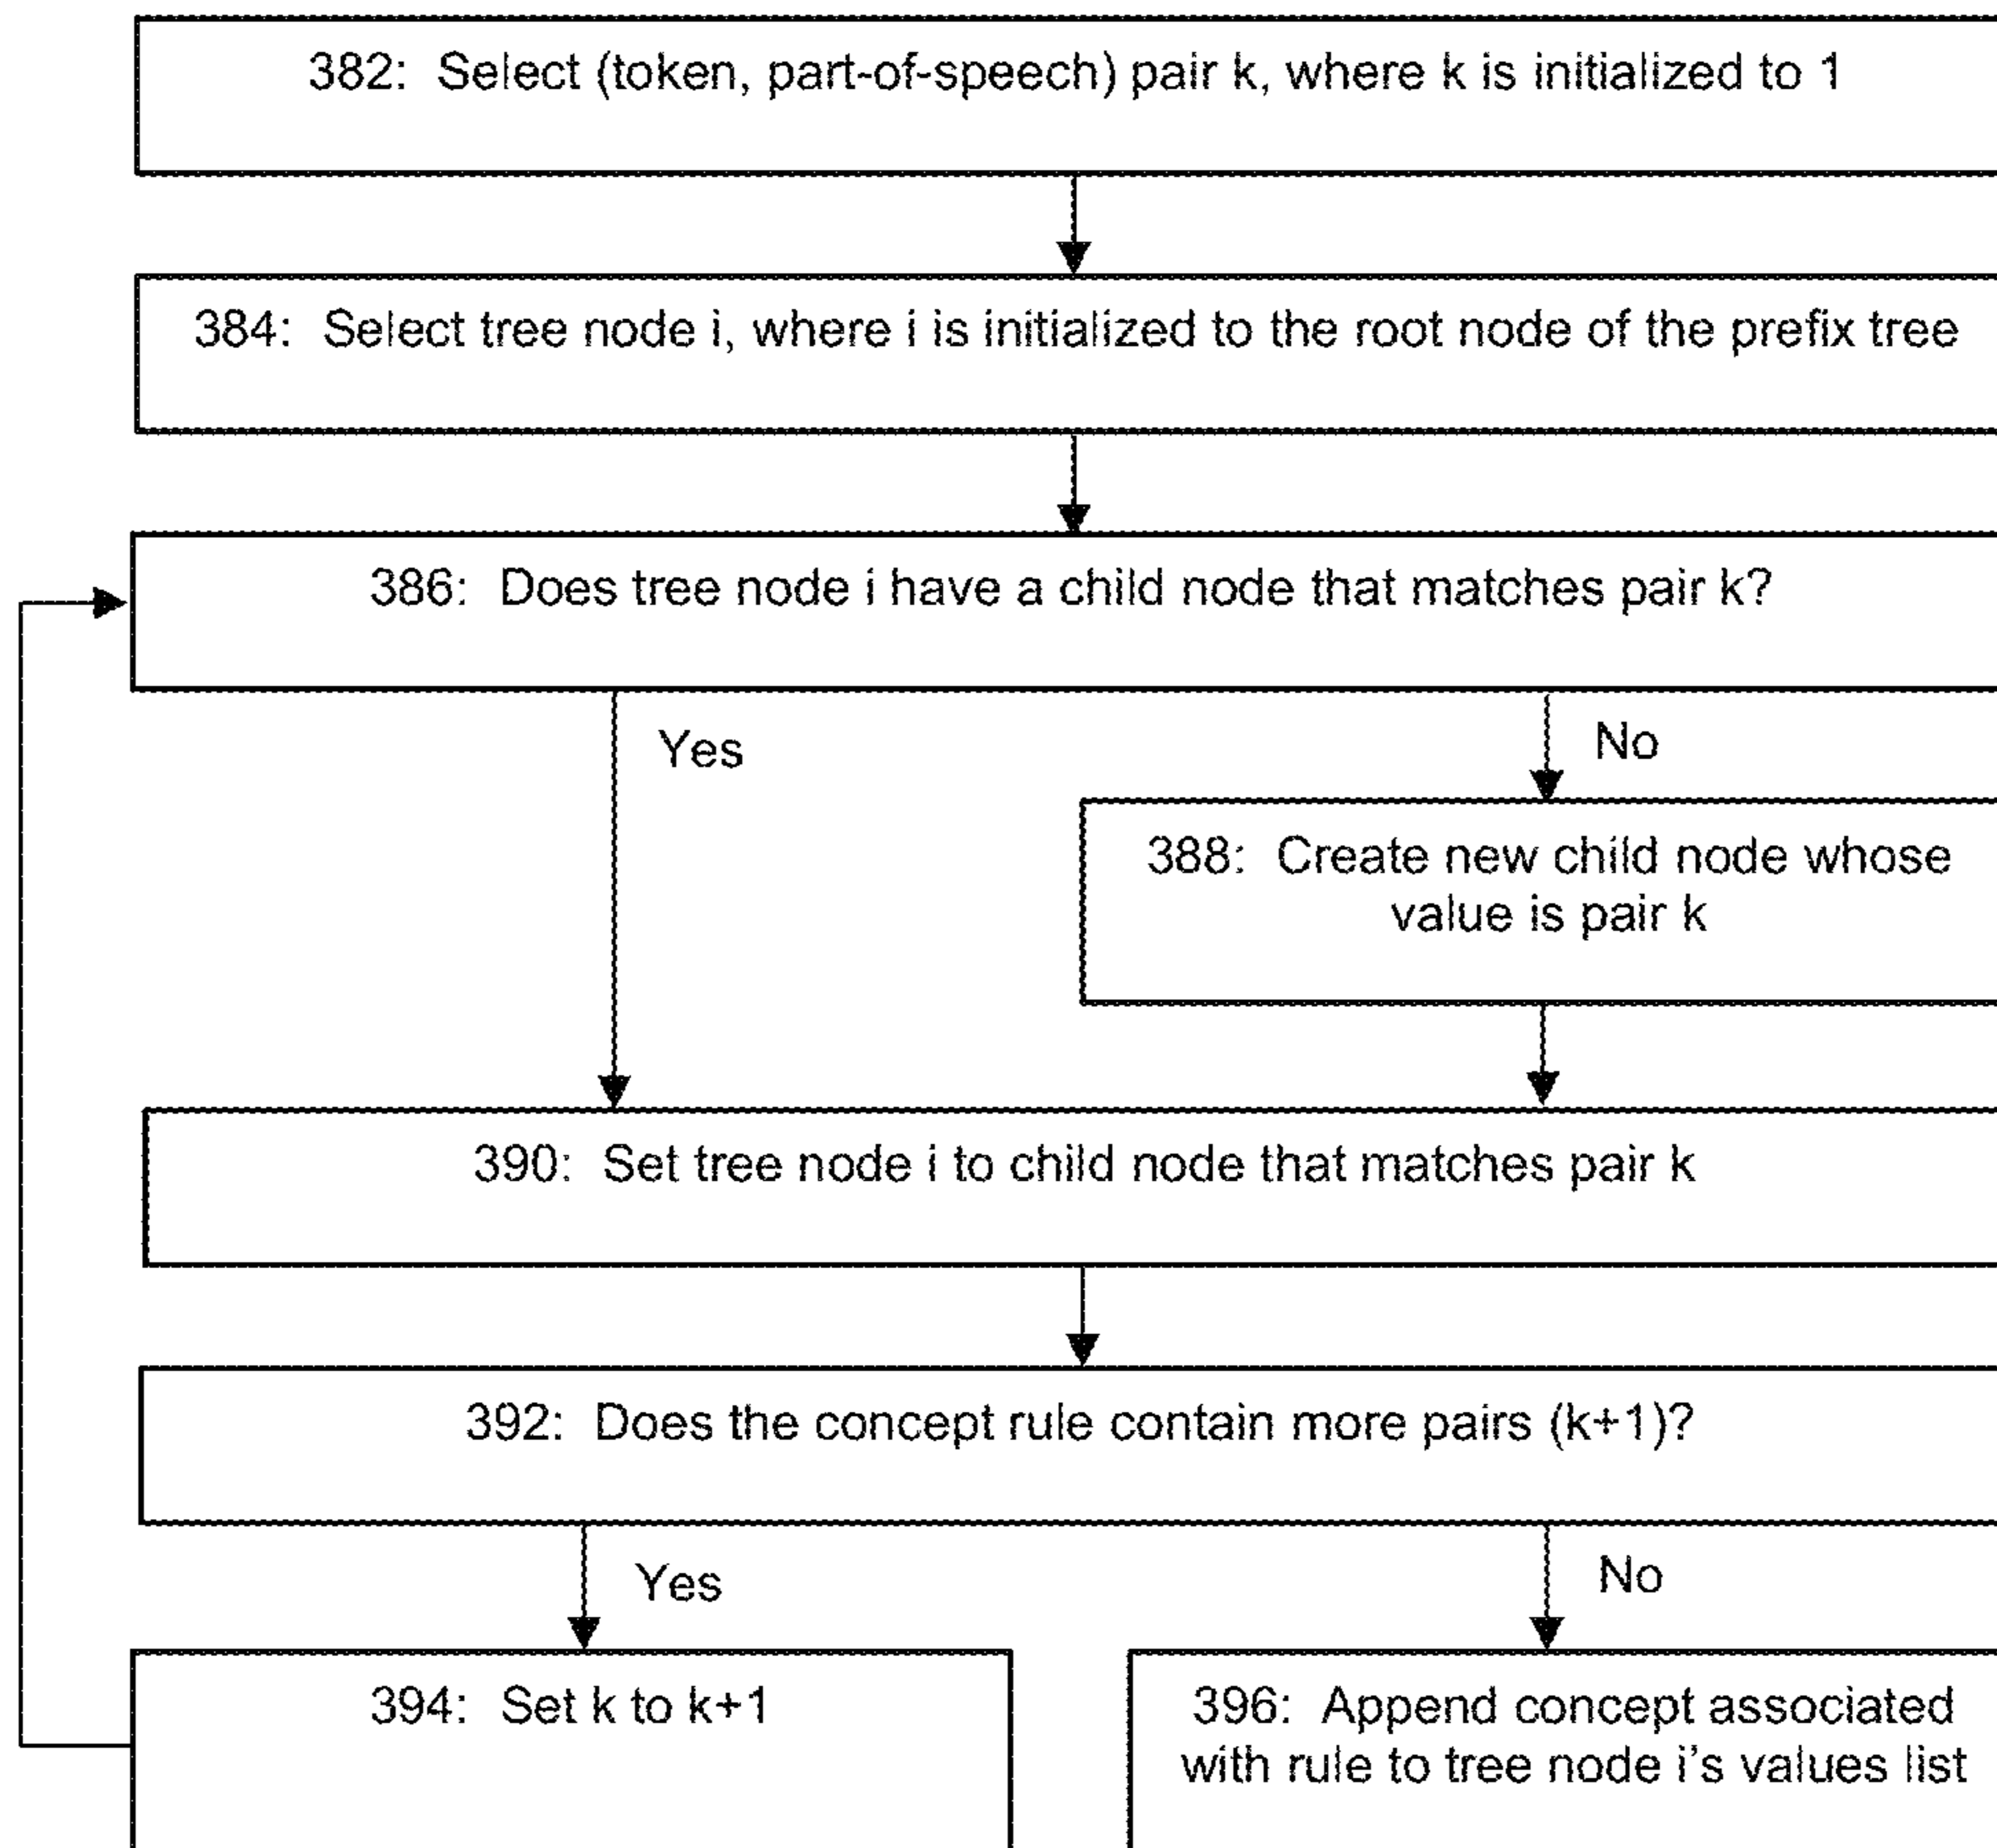 382: Select (token, part-of-speech) pair k, where k is initialized to 1
384: Select tree node i, where i is initialized to the root node of the prefix tree
386: Does tree node i have a child node that matches pair k?
Yes
No
388: Create new child node whose
value is pair k
390: Set tree node i to child node that matches pair k
392: Does the concept rule contain more pairs (k+1)?
Yes
No
394: Set k to k+1
396: Append concept associated
with rule to tree node i's values list